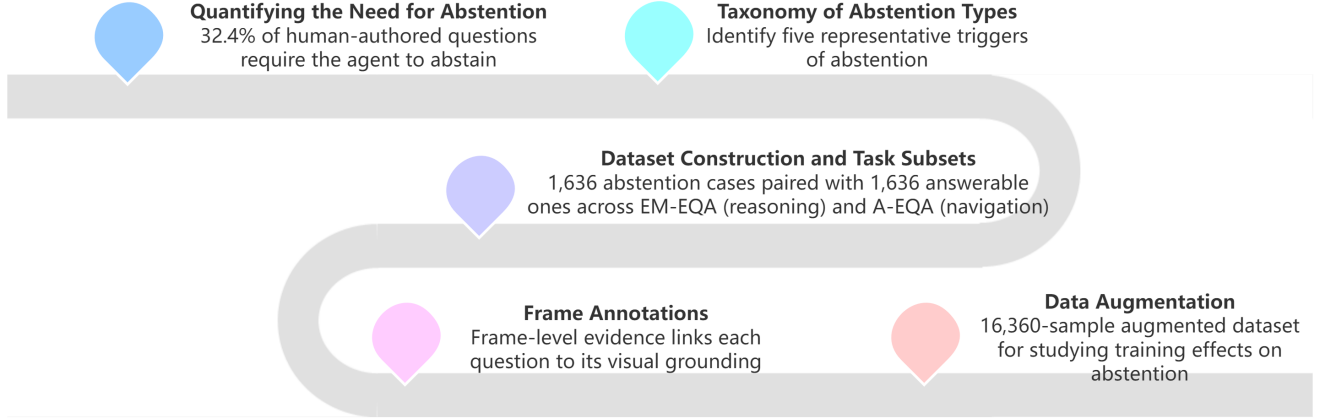 Quantifying the Need for Abstention
32.4% of human-authored questions
require the agent to abstain
Taxonomy of Abstention Types
Identify five representative triggers
of abstention
Dataset Construction and Task Subsets
1,636 abstention cases paired with 1,636 answerable
ones across EM-EQA (reasoning) and A-EQA (navigation)
Frame Annotations
Frame-level evidence links each
question to its visual grounding
Data Augmentation
16,360-sample augmented dataset
for studying training effects on
abstention